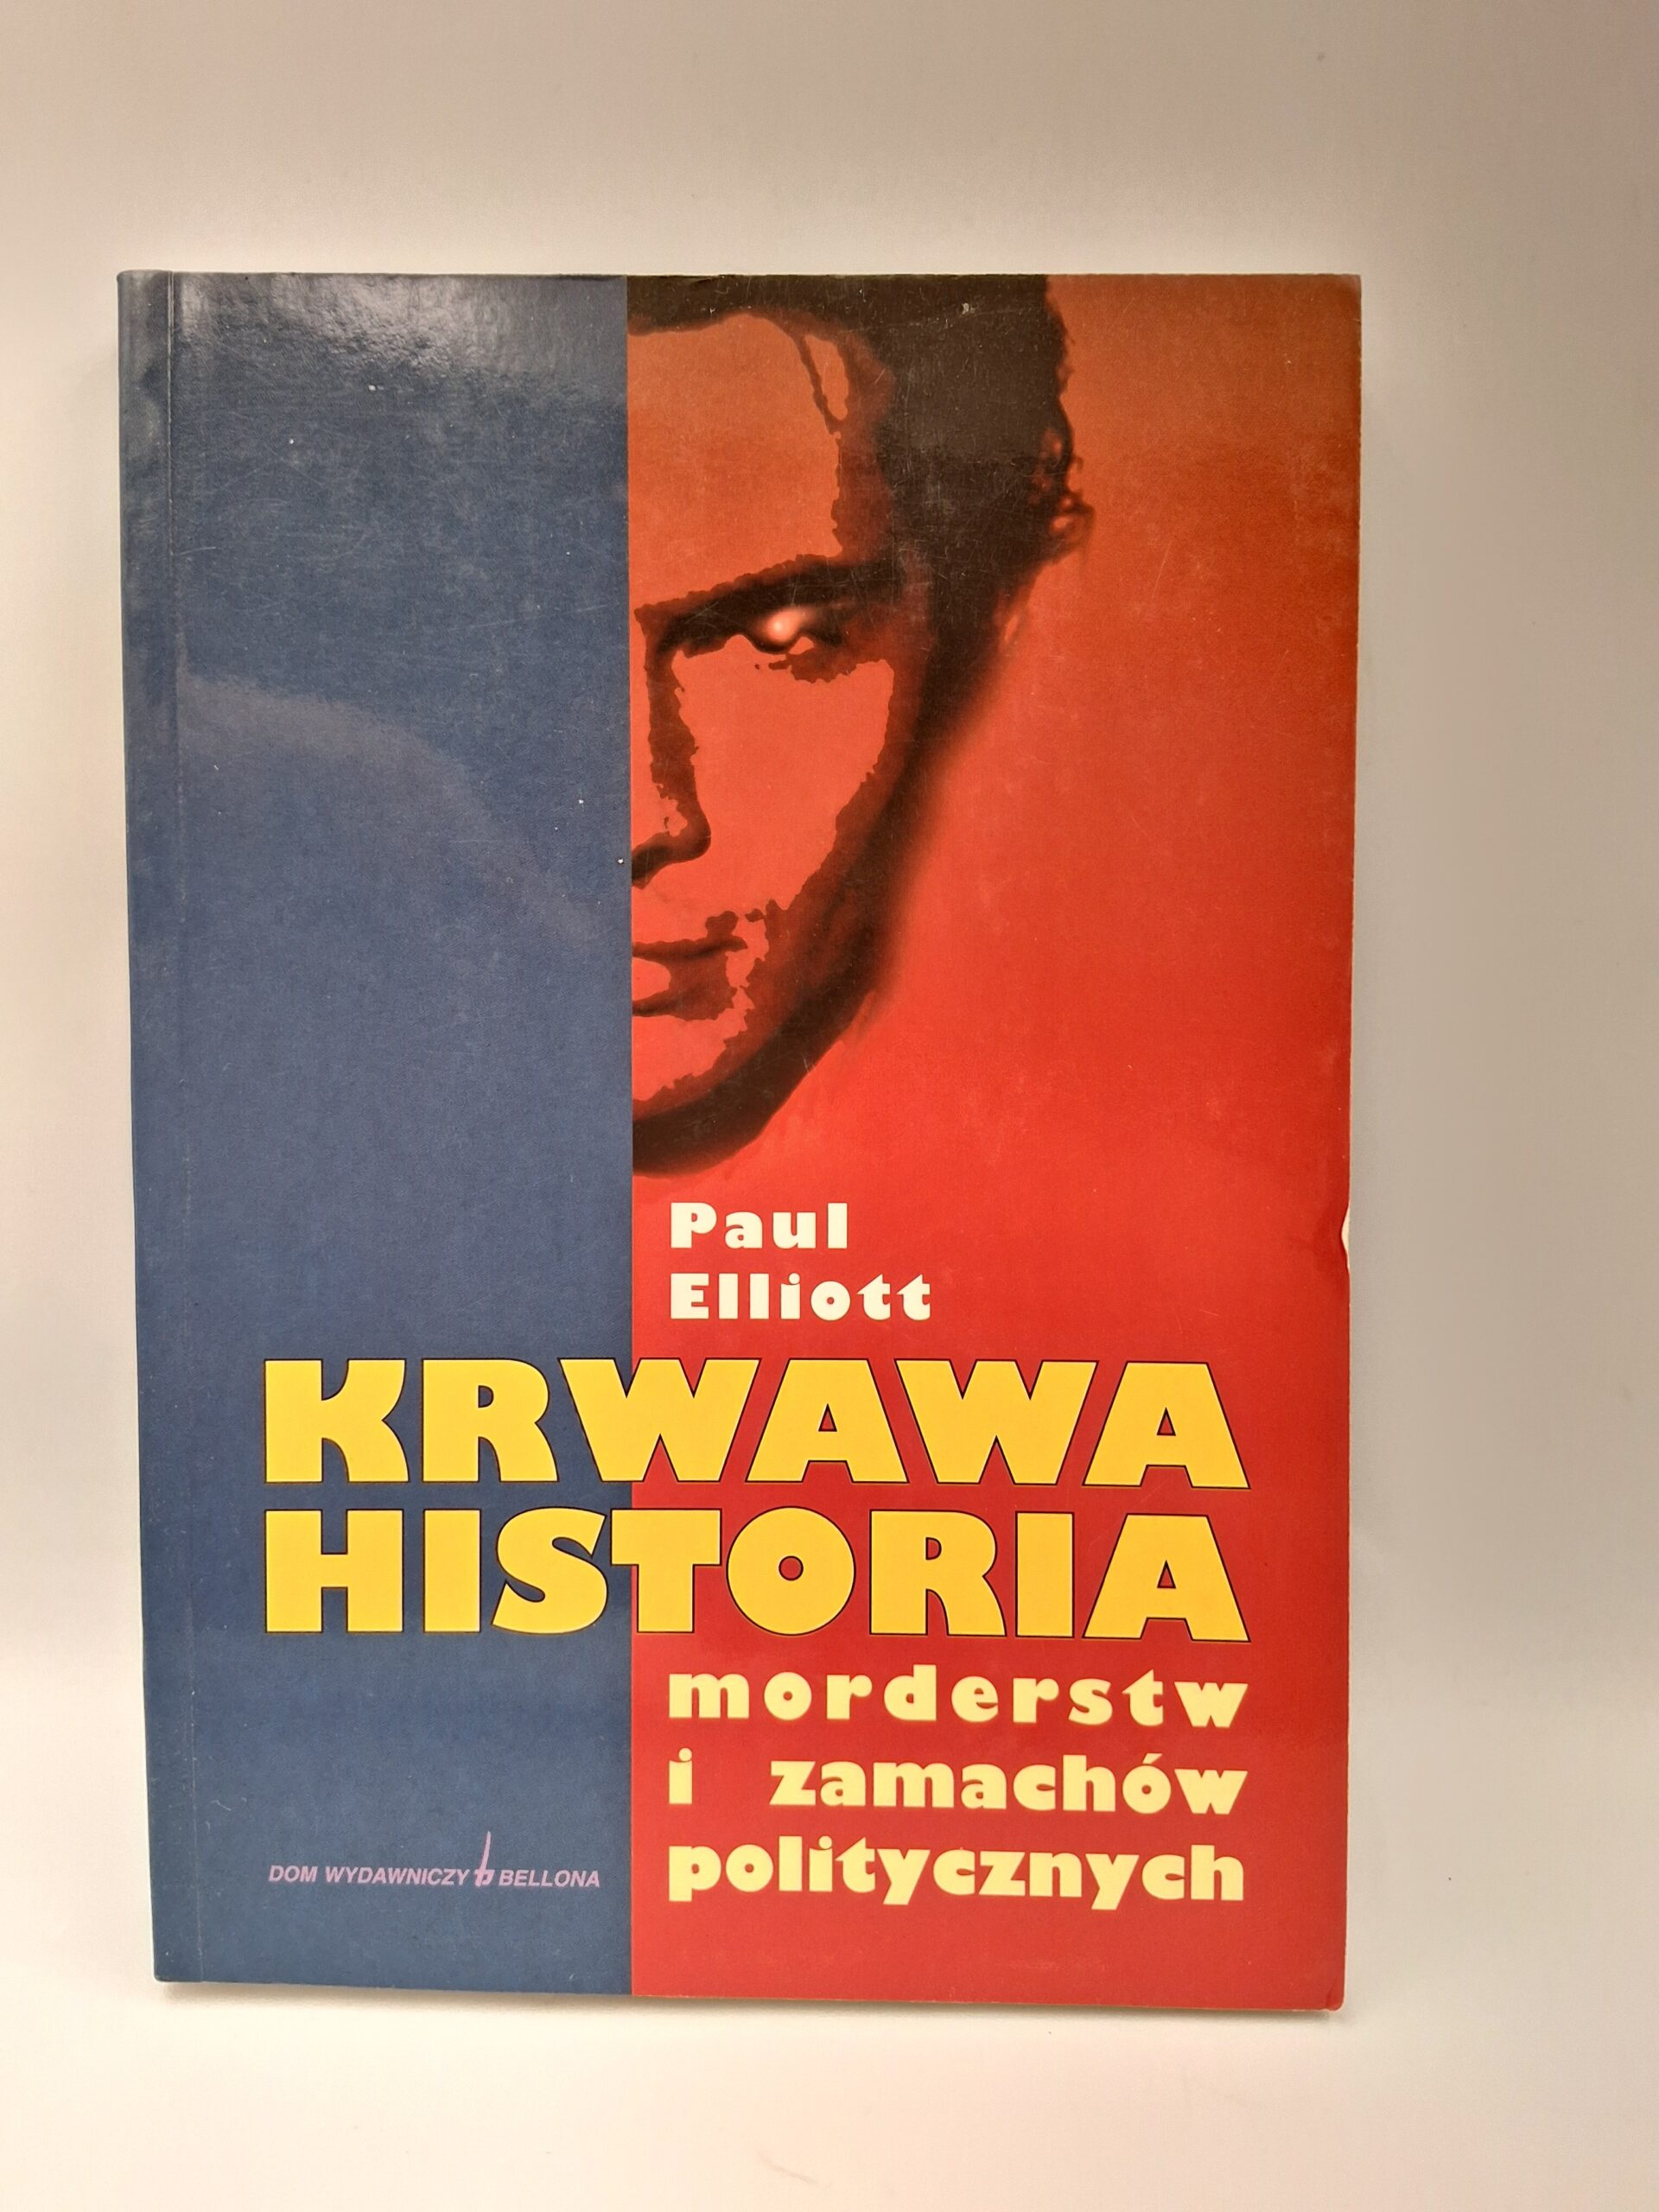 Paul
Elliott
KRWAWA
HISTORIA
morderstw
i zamachów
politycznych
DOM WYDAWNICZY BELLONA